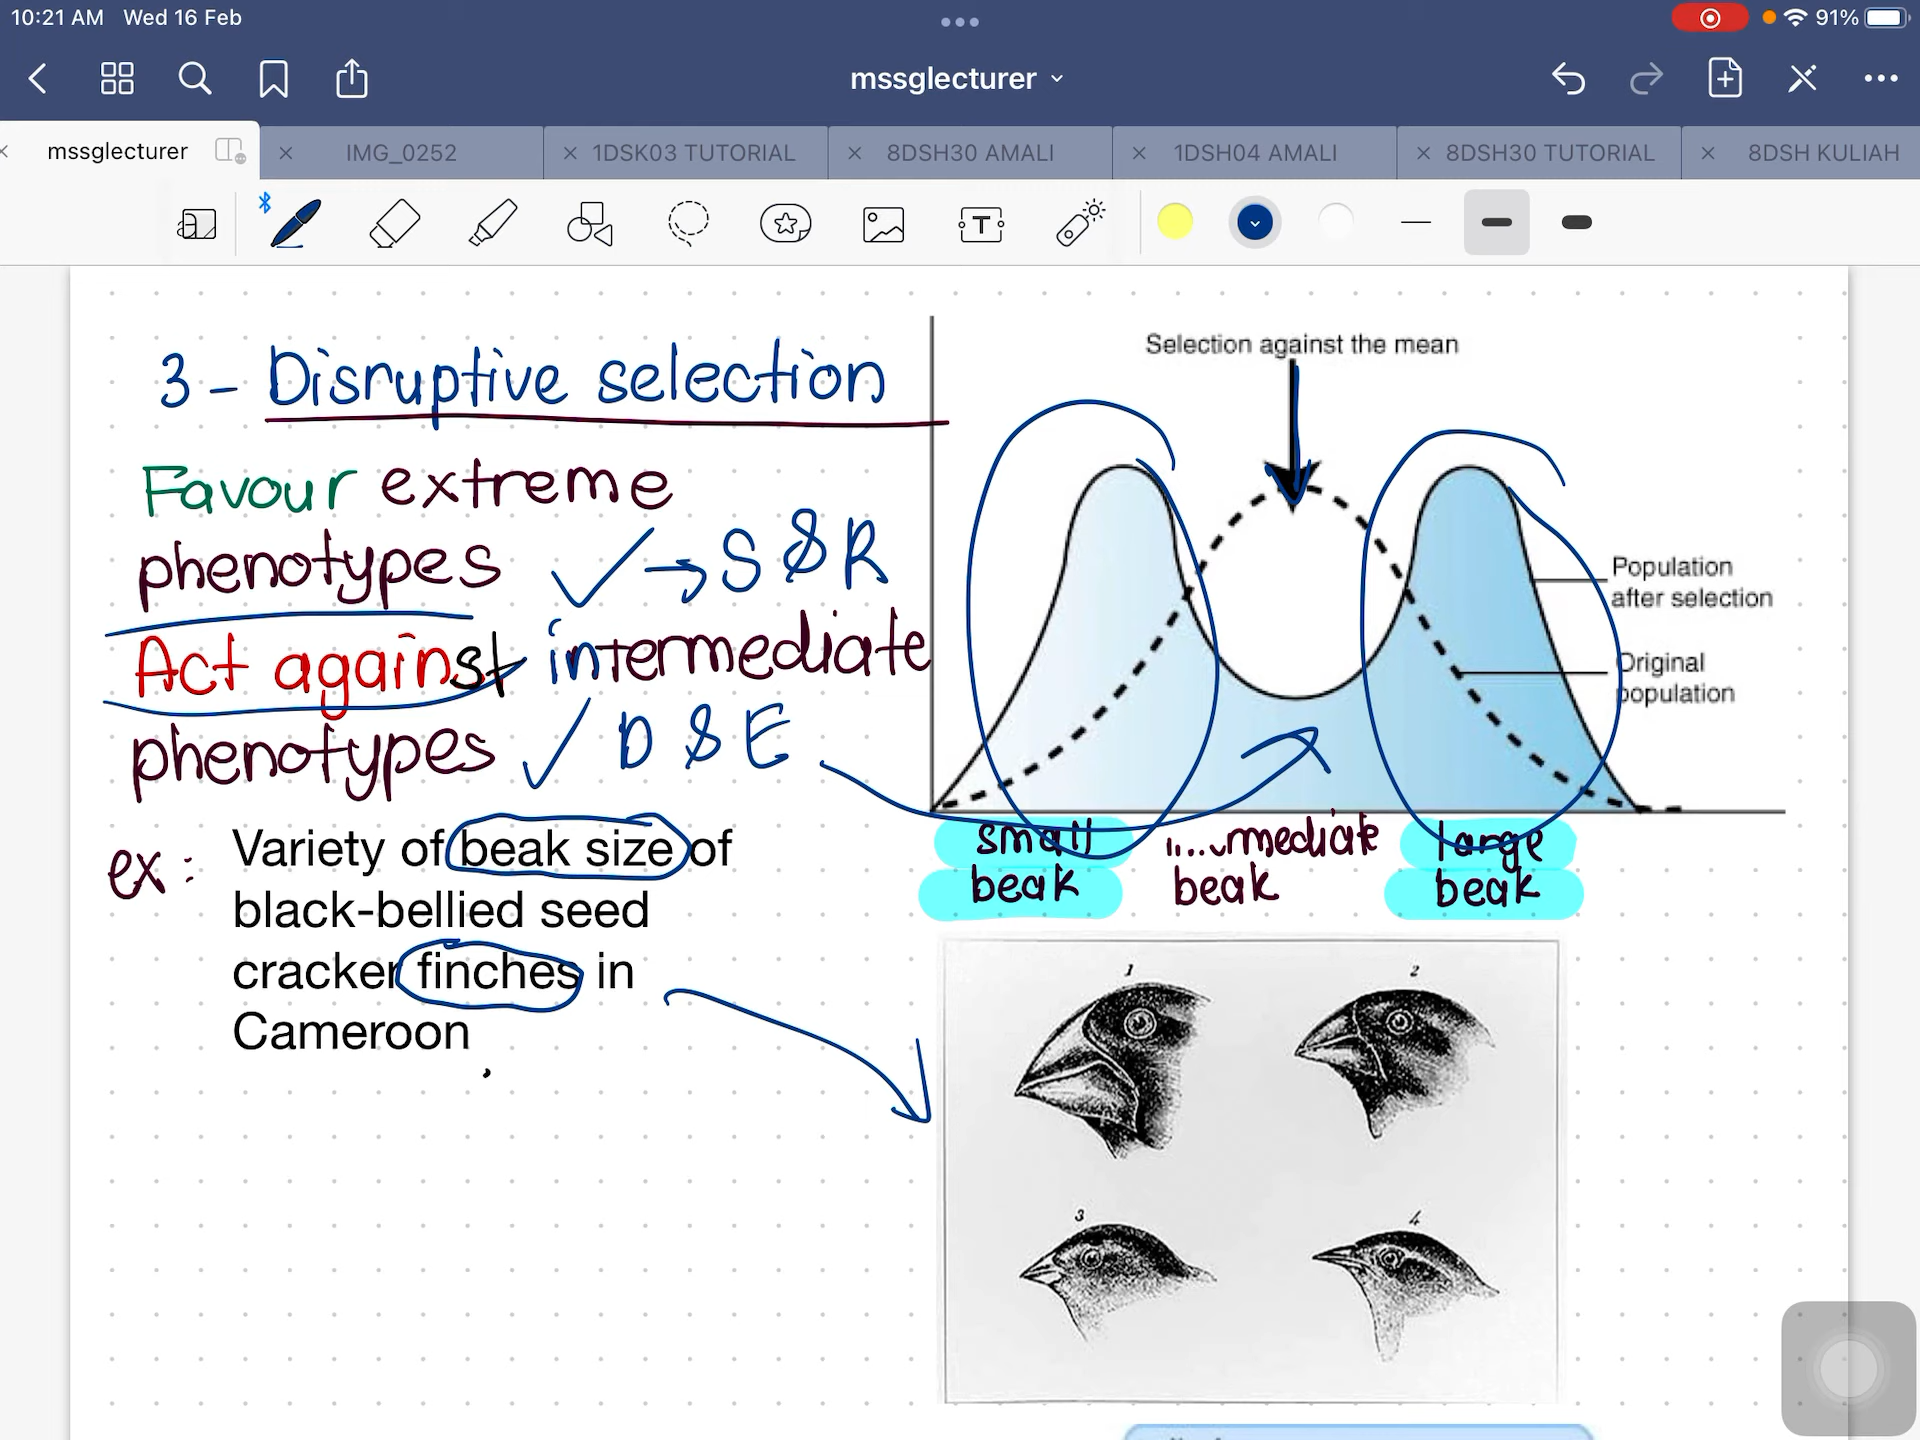 10:21 AM Wed 16 Feb
91%
mssglecturer
mssglecturer
IMG_0252
1DSK03 TUTORIAL
8DSH30 AMALI
1DSH04 AMALI
8DSH30 TUTORIAL
8DSH KULIAH
3 - Disruptive selection
Favour extreme
phenotypes ✓ → S & R
Act against intermediate
phenotypes ✓ D & E
ex: Variety of beak size of
black-bellied seed
cracker finches in
Cameroon
Selection against the mean
Population
after selection
Original
population
small
beak
beak
large
beak
1
2
3
4